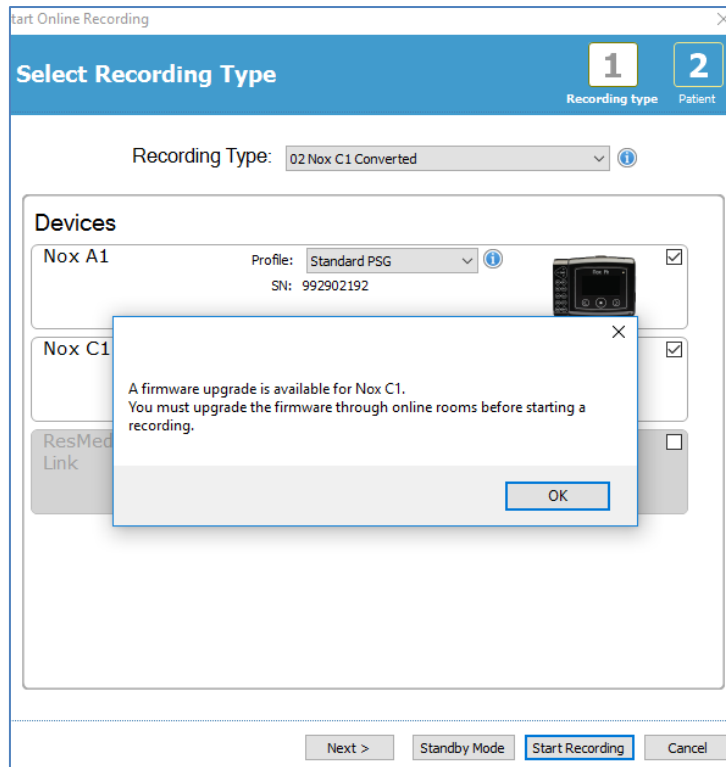 tart Online Recording
Select Recording Type
1
Recording type
2
Patient
Recording Type: 02 Nox C1 Converted
Devices
Nox A1
Profile: Standard PSG
SN: 992902192
Nox C1
A firmware upgrade is available for Nox C1.
You must upgrade the firmware through online rooms before starting a
recording.
OK
ResMed
Link
Next >
Standby Mode
Start Recording
Cancel